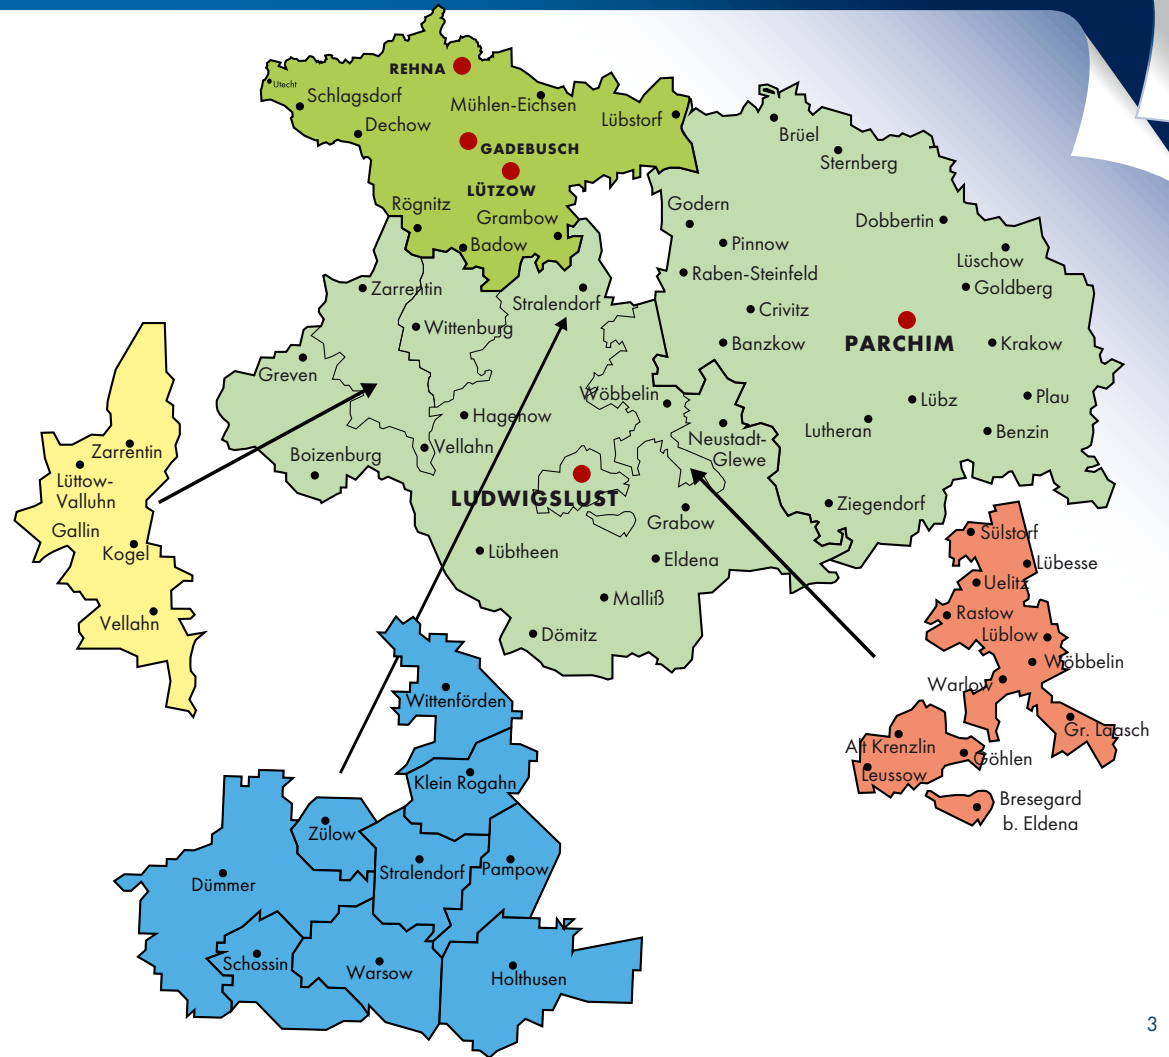 REHNA
Utecht
Schlagsdorf
Mühlen-Eichsen
Dechow
Lübstorf
GADEBUSCH
LÜTZOW
Rögnitz
Grambow
Badow
Brüel
Sternberg
Godern
Dobbertin
Pinnow
Lüschow
Raben-Steinfeld
Goldberg
Crivitz
PARCHIM
Banzkow
Krakow
Lübz
Plau
Lutheran
Benzin
Ziegendorf
Zarrentin
Stralendorf
Wittenburg
Greven
Wöbbelin
Hagenow
Neustadt-
Glewe
Vellahn
Boizenburg
LUDWIGSLUST
Grabow
Lübtheen
Eldena
Malliß
Dömitz
Zarrentin
Lüttow-
Valluhn
Gallin
Kogel
Vellahn
Sülstorf
Lübesse
Uelitz
Rastow
Lüblow
Wöbbelin
Warlow
Gr. Laasch
Alt Krenzlin
Göhlen
Leussow
Bresegard
b. Eldena
Wittenförden
Klein Rogahn
Zülow
Stralendorf
Pampow
Dümmer
Schossin
Warsow
Holthusen
3